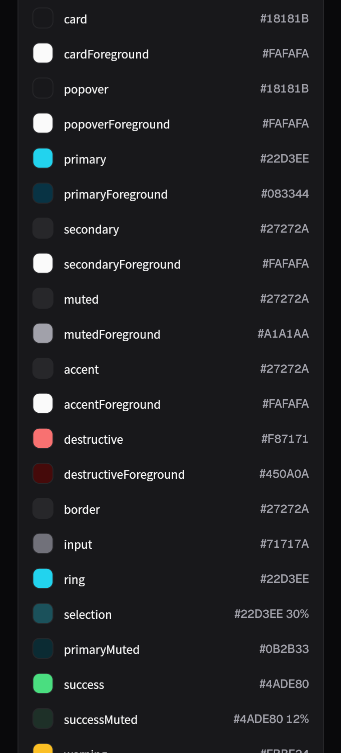 card #18181B
cardForeground #FAFAFA
popover #18181B
popoverForeground #FAFAFA
primary #22D3EE
primaryForeground #083344
secondary #27272A
secondaryForeground #FAFAFA
muted #27272A
mutedForeground #A1A1AA
accent #27272A
accentForeground #FAFAFA
destructive #F87171
destructiveForeground #450A0A
border #27272A
input #71717A
ring #22D3EE
selection #22D3EE 30%
primaryMuted #0B2B33
success #4ADE80
successMuted #4ADE80 12%